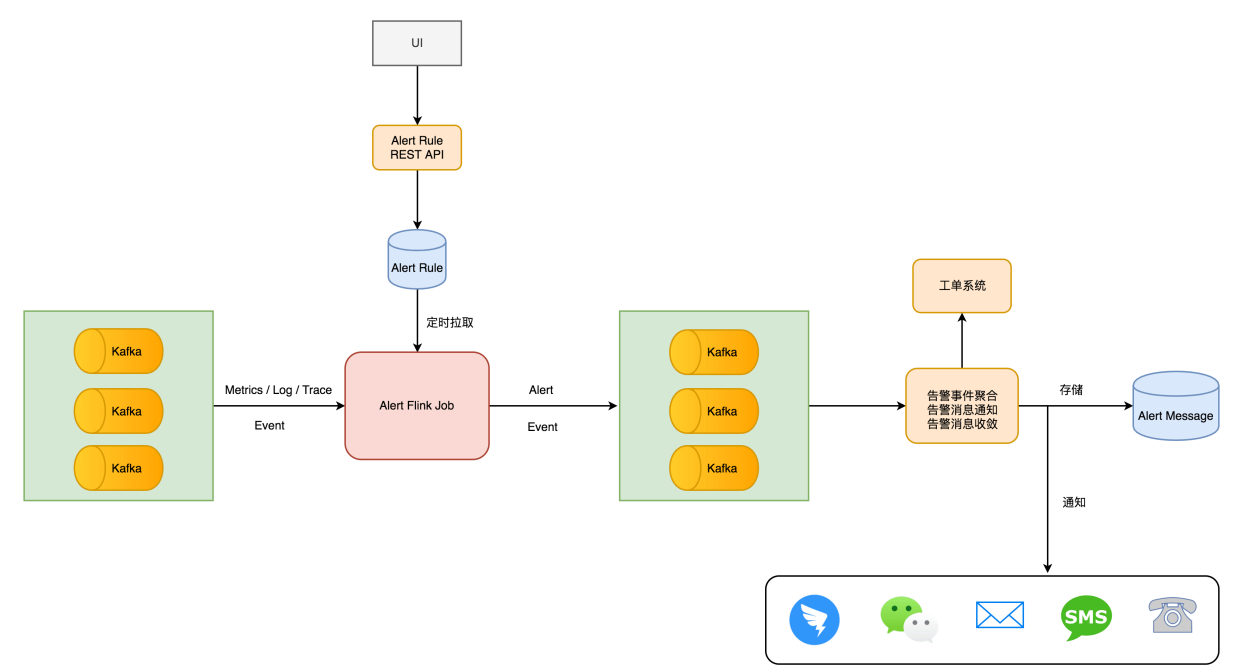 UI
Alert Rule
REST API
Alert Rule
定时拉取
Kafka
Kafka
Kafka
Metrics / Log / Trace
Event
Alert Flink Job
Alert
Event
Kafka
Kafka
Kafka
工单系统
告警事件聚合
告警消息通知
告警消息收敛
存储
Alert Message
通知
SMS